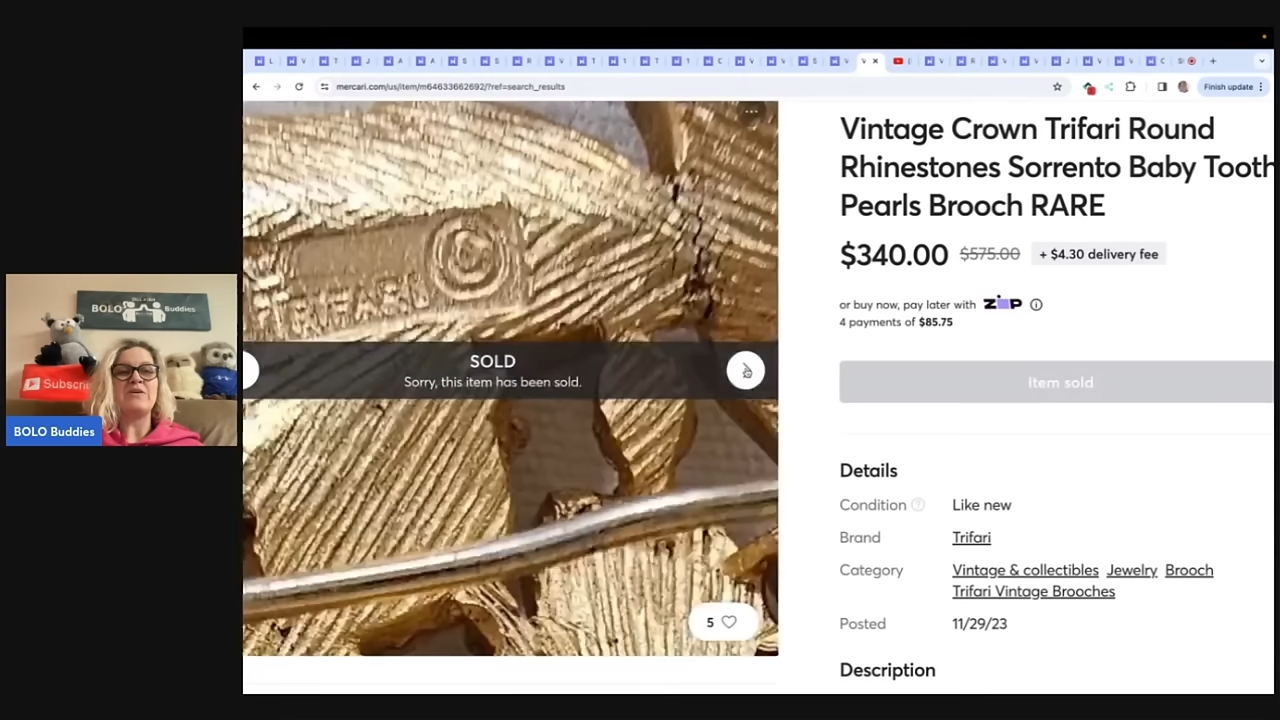 mercari.com/us/item/m64633662692/?ref=search_results
Finish update
BOLO
Buddies
Subscri
BOLO Buddies
TRIFARI
SOLD
Sorry, this item has been sold.
5
Vintage Crown Trifari Round
Rhinestones Sorrento Baby Tooth
Pearls Brooch RARE
$340.00 $575.00 + $4.30 delivery fee
or buy now, pay later with ZIP
4 payments of $85.75
Item sold
Details
Condition Like new
Brand Trifari
Category Vintage & collectibles Jewelry Brooch
Trifari Vintage Brooches
Posted 11/29/23
Description